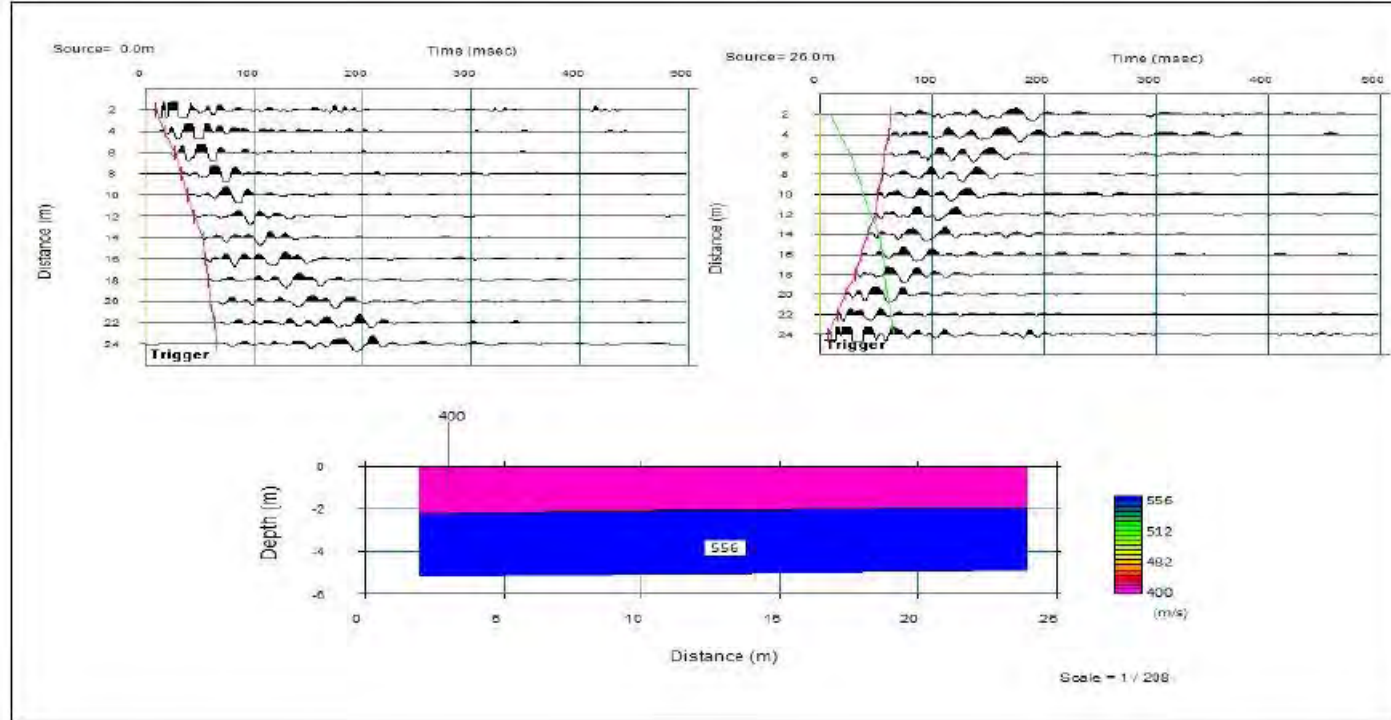 Source= 0.0m
Time (msec)
0 100 200 300 400 500
Distance (m)
2
4
6
8
10
12
14
16
18
20
22
24
Trigger
Source= 26.0m
Time (msec)
0 100 200 300 400 500
Distance (m)
2
4
6
8
10
12
14
16
18
20
22
24
Trigger
400
Depth (m)
0
-2
-4
-6
556
0 5 10 15 20 25
Distance (m)
556
512
482
400
(m/s)
Scale = 1 / 208